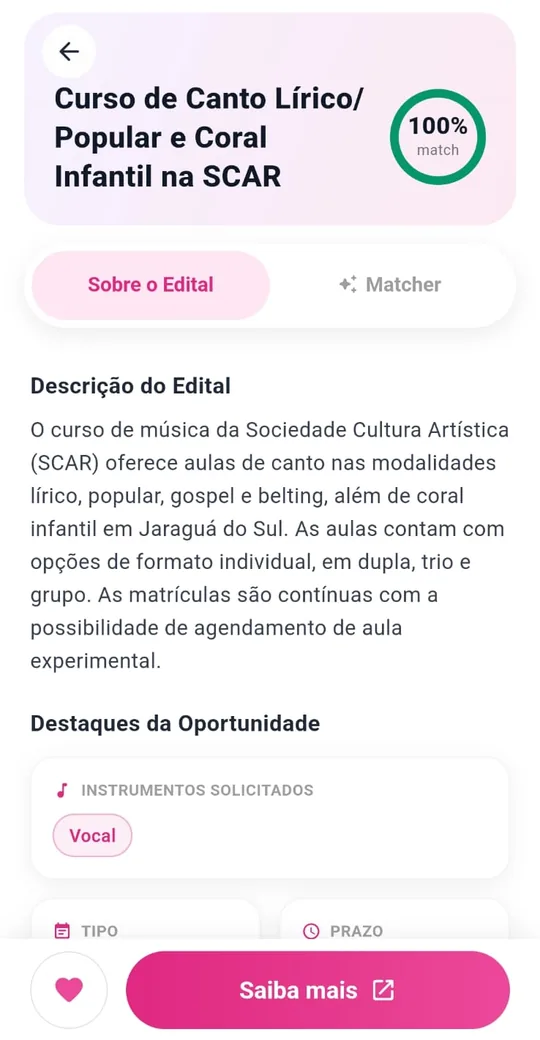 Curso de Canto Lírico/
Popular e Coral
Infantil na SCAR
100%
match
Sobre o Edital
Matcher
Descrição do Edital
O curso de música da Sociedade Cultura Artística
(SCAR) oferece aulas de canto nas modalidades
lírico, popular, gospel e belting, além de coral
infantil em Jaraguá do Sul. As aulas contam com
opções de formato individual, em dupla, trio e
grupo. As matrículas são contínuas com a
possibilidade de agendamento de aula
experimental.
Destaques da Oportunidade
INSTRUMENTOS SOLICITADOS
Vocal
TIPO
PRAZO
Saiba mais